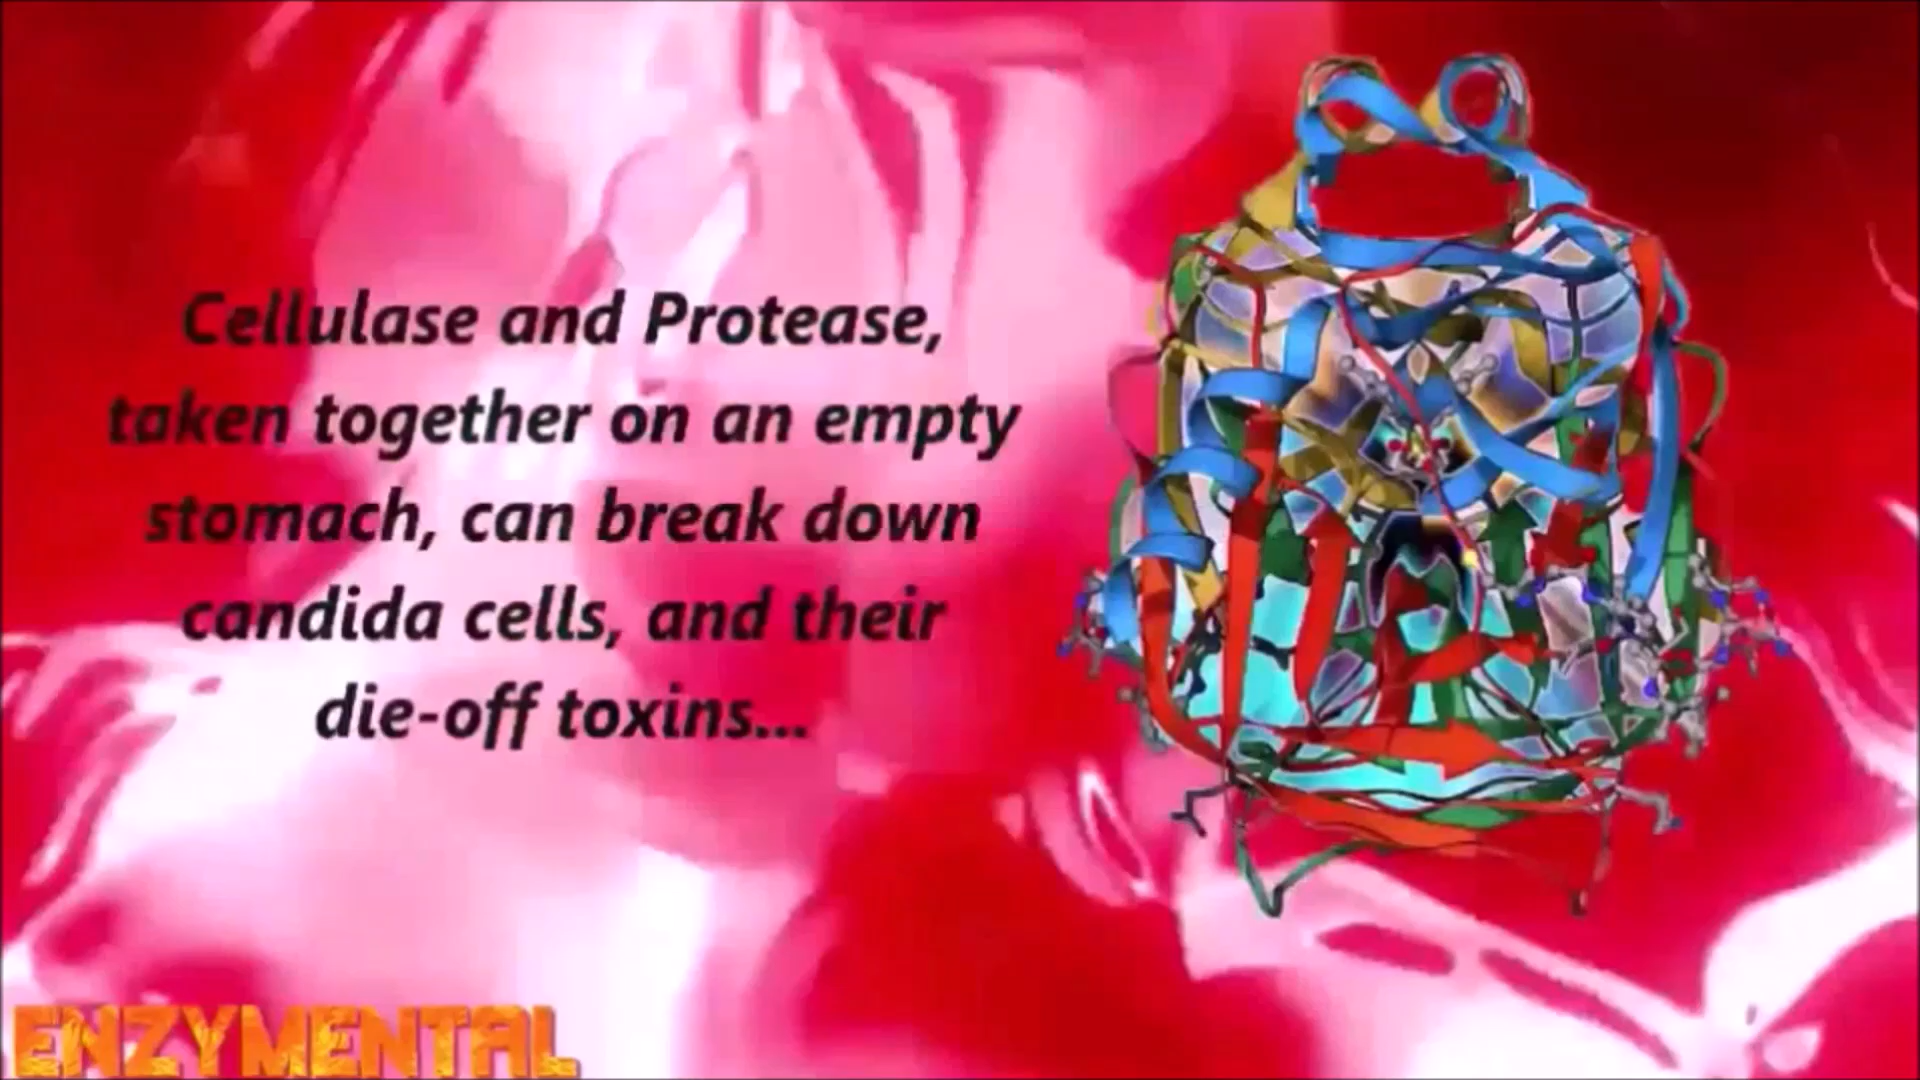 Cellulase and Protease,
taken together on an empty
stomach, can break down
candida cells, and their
die-off toxins...
ENZYMENTAL